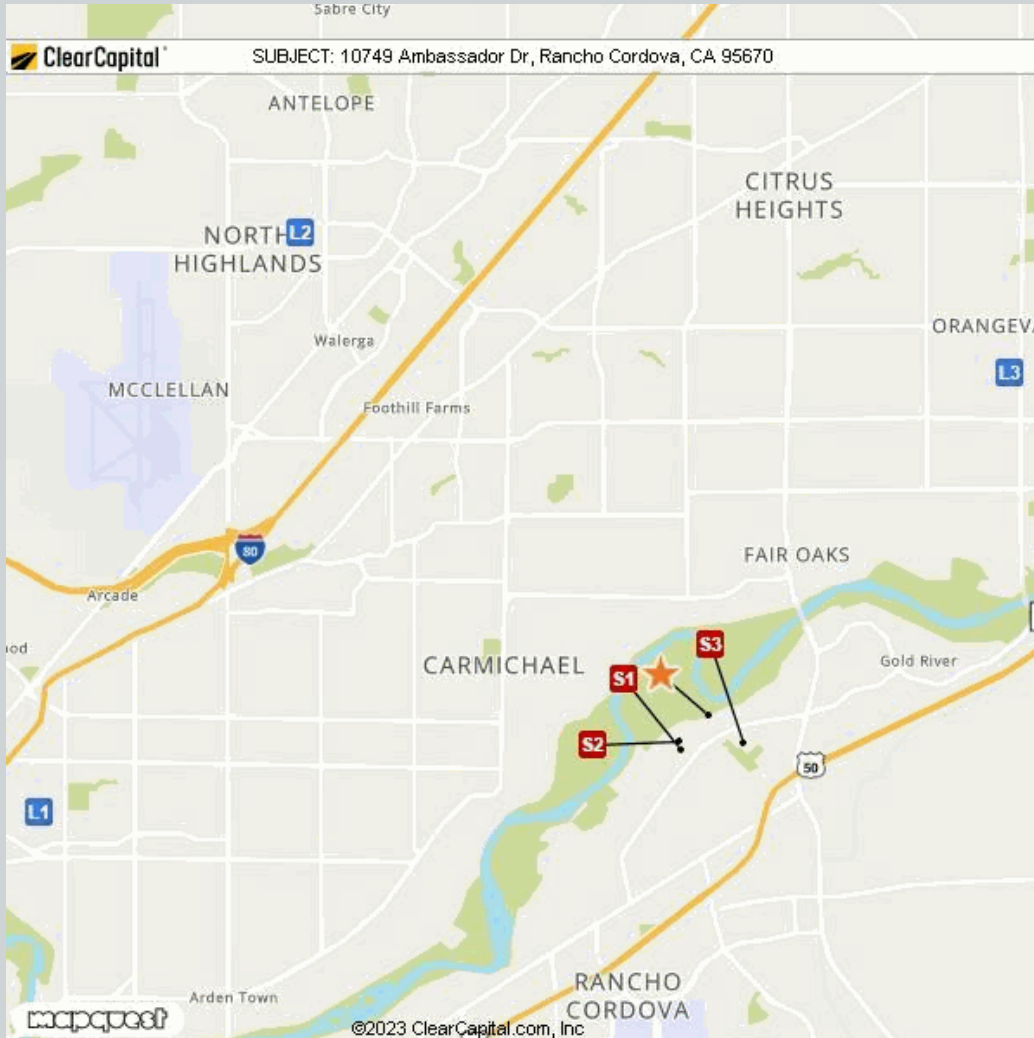 Sabre City
ClearCapital
SUBJECT: 10749 Ambassador Dr, Rancho Cordova, CA 95670
ANTELOPE
CITRUS
HEIGHTS
NORTH
L2
HIGHLANDS
ORANGEVA
Walerga
L3
MCCLELLAN
Foothill Farms
80
FAIR OAKS
Arcade
ood
S3
CARMICHAEL
Gold River
S1
S2
50
L1
RANCHO
CORDOVA
Arden Town
mapquest
©2023 ClearCapital.com, Inc